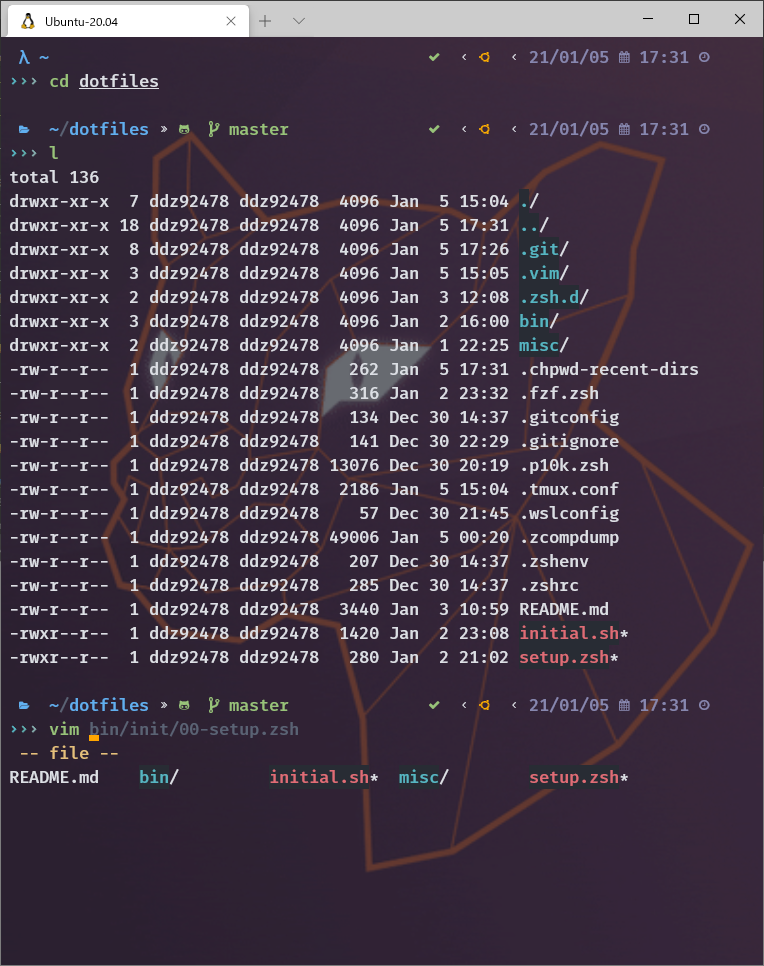 Ubuntu-20.04
λ ~ ✔ ‹ ‹ 21/01/05 17:31
››› cd dotfiles
~/dotfiles » master ✔ ‹ ‹ 21/01/05 17:31
››› l
total 136
drwxr-xr-x  7 ddz92478 ddz92478  4096 Jan  5 15:04 ./
drwxr-xr-x 18 ddz92478 ddz92478  4096 Jan  5 17:31 ../
drwxr-xr-x  8 ddz92478 ddz92478  4096 Jan  5 17:26 .git/
drwxr-xr-x  3 ddz92478 ddz92478  4096 Jan  5 15:05 .vim/
drwxr-xr-x  2 ddz92478 ddz92478  4096 Jan  3 12:08 .zsh.d/
drwxr-xr-x  3 ddz92478 ddz92478  4096 Jan  2 16:00 bin/
drwxr-xr-x  2 ddz92478 ddz92478  4096 Jan  1 22:25 misc/
-rw-r--r--  1 ddz92478 ddz92478   262 Jan  5 17:31 .chpwd-recent-dirs
-rw-r--r--  1 ddz92478 ddz92478   316 Jan  2 23:32 .fzf.zsh
-rw-r--r--  1 ddz92478 ddz92478   134 Dec 30 14:37 .gitconfig
-rw-r--r--  1 ddz92478 ddz92478   141 Dec 30 22:29 .gitignore
-rw-r--r--  1 ddz92478 ddz92478 13076 Dec 30 20:19 .p10k.zsh
-rw-r--r--  1 ddz92478 ddz92478  2186 Jan  5 15:04 .tmux.conf
-rw-r--r--  1 ddz92478 ddz92478    57 Dec 30 21:45 .wslconfig
-rw-r--r--  1 ddz92478 ddz92478 49006 Jan  5 00:20 .zcompdump
-rw-r--r--  1 ddz92478 ddz92478   207 Dec 30 14:37 .zshenv
-rw-r--r--  1 ddz92478 ddz92478   285 Dec 30 14:37 .zshrc
-rw-r--r--  1 ddz92478 ddz92478  3440 Jan  3 10:59 README.md
-rwxr--r--  1 ddz92478 ddz92478  1420 Jan  2 23:08 initial.sh*
-rwxr--r--  1 ddz92478 ddz92478   280 Jan  2 21:02 setup.zsh*
~/dotfiles » master ✔ ‹ ‹ 21/01/05 17:31
››› vim bin/init/00-setup.zsh
-- file --
README.md    bin/         initial.sh*  misc/        setup.zsh*